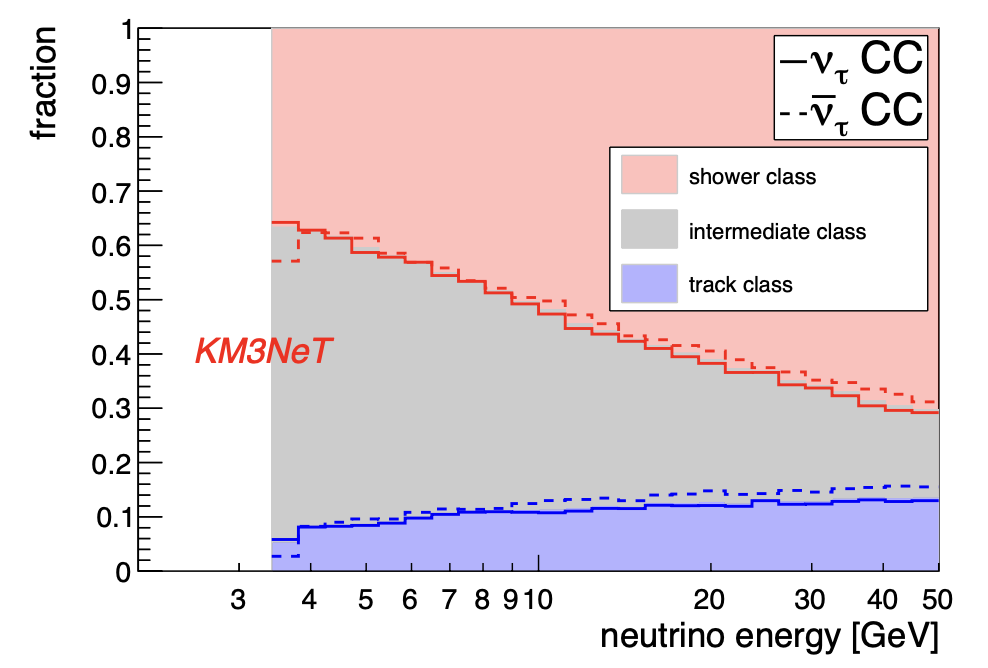 fraction
1
0.9
0.8
0.7
0.6
0.5
0.4
0.3
0.2
0.1
0
ν_τ CC
ν̅_τ CC
shower class
intermediate class
track class
KM3NeT
3 4 5 6 7 8 9 10 20 30 40 50
neutrino energy [GeV]